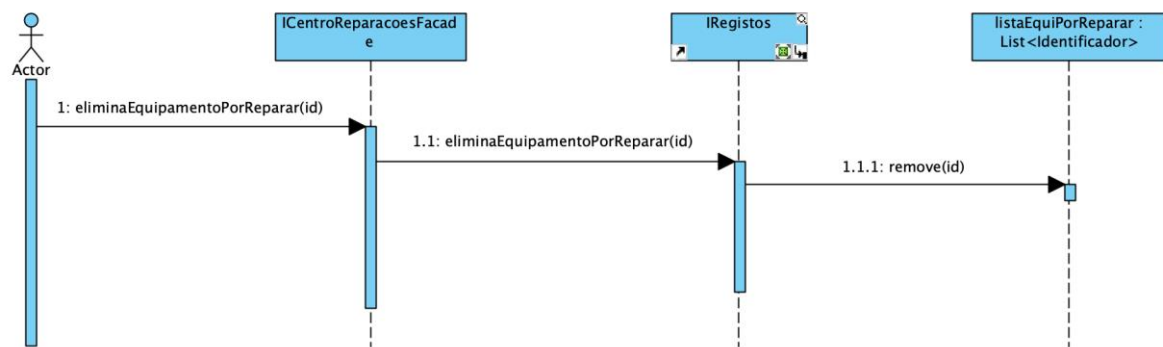 ICentroReparacoesFacad
e
IRegistos
listaEquiPorReparar :
List<Identificador>
Actor
1: eliminaEquipamentoPorReparar(id)
1.1: eliminaEquipamentoPorReparar(id)
1.1.1: remove(id)